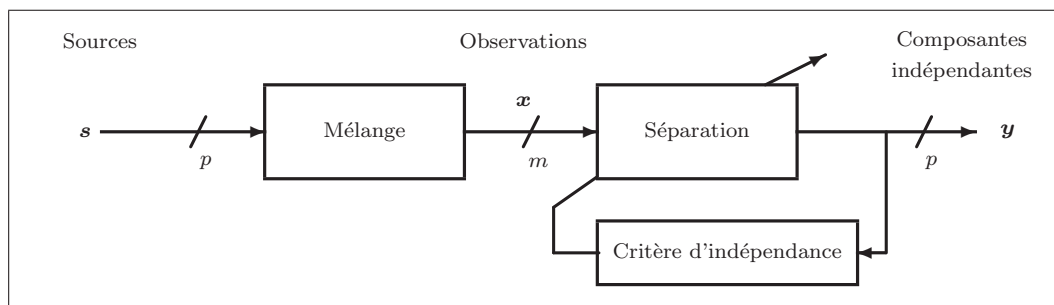 Sources
Observations
Composantes
indépendantes
s
p
Mélange
x
m
Séparation
p
y
Critère d'indépendance